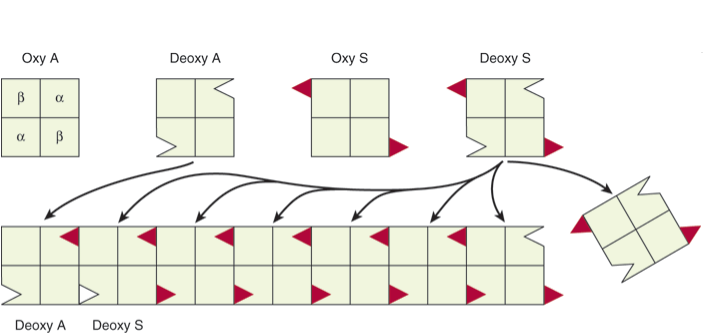 Oxy A Deoxy A Oxy S Deoxy S
β α
α β
Deoxy A Deoxy S